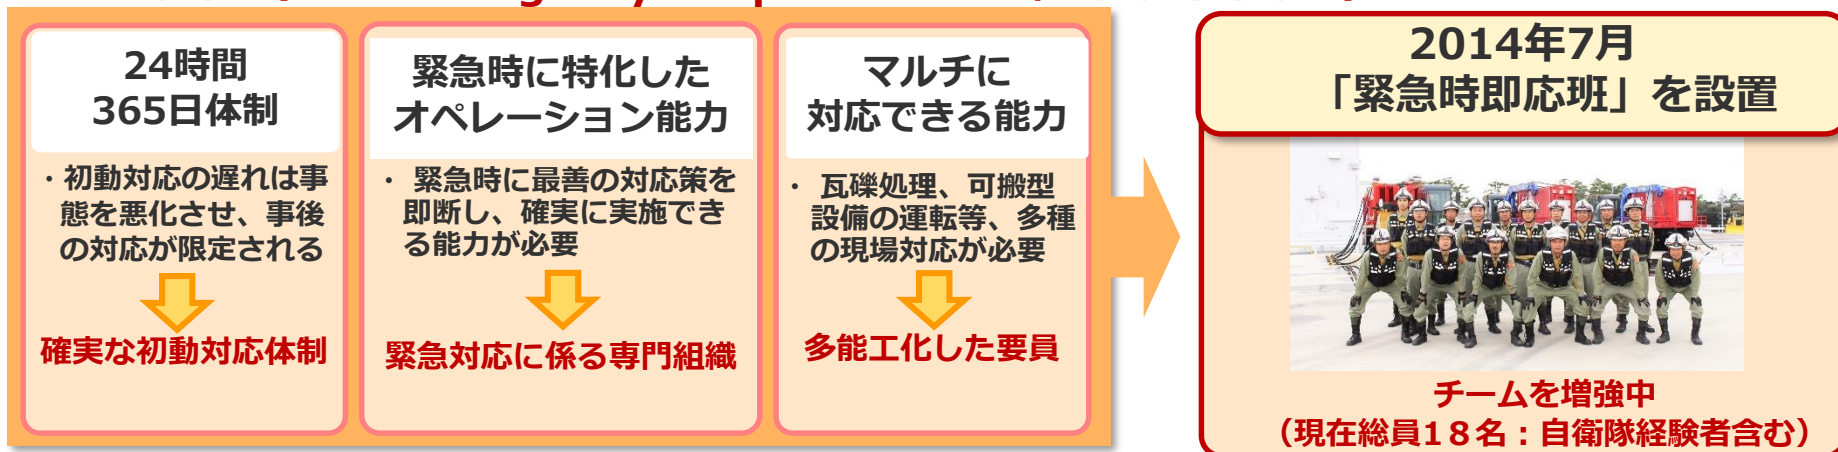 24時間
365日体制
・初動対応の遅れは事
態を悪化させ、事後
の対応が限定される
確実な初動対応体制
緊急時に特化した
オペレーション能力
・ 緊急時に最善の対応策を
即断し、確実に実施でき
る能力が必要
緊急対応に係る専門組織
マルチに
対応できる能力
・ 瓦礫処理、可搬型
設備の運転等、多種
の現場対応が必要
多能工化した要員
2014年7月
「緊急時即応班」を設置
チームを増強中
（現在総員１８名：自衛隊経験者含む）